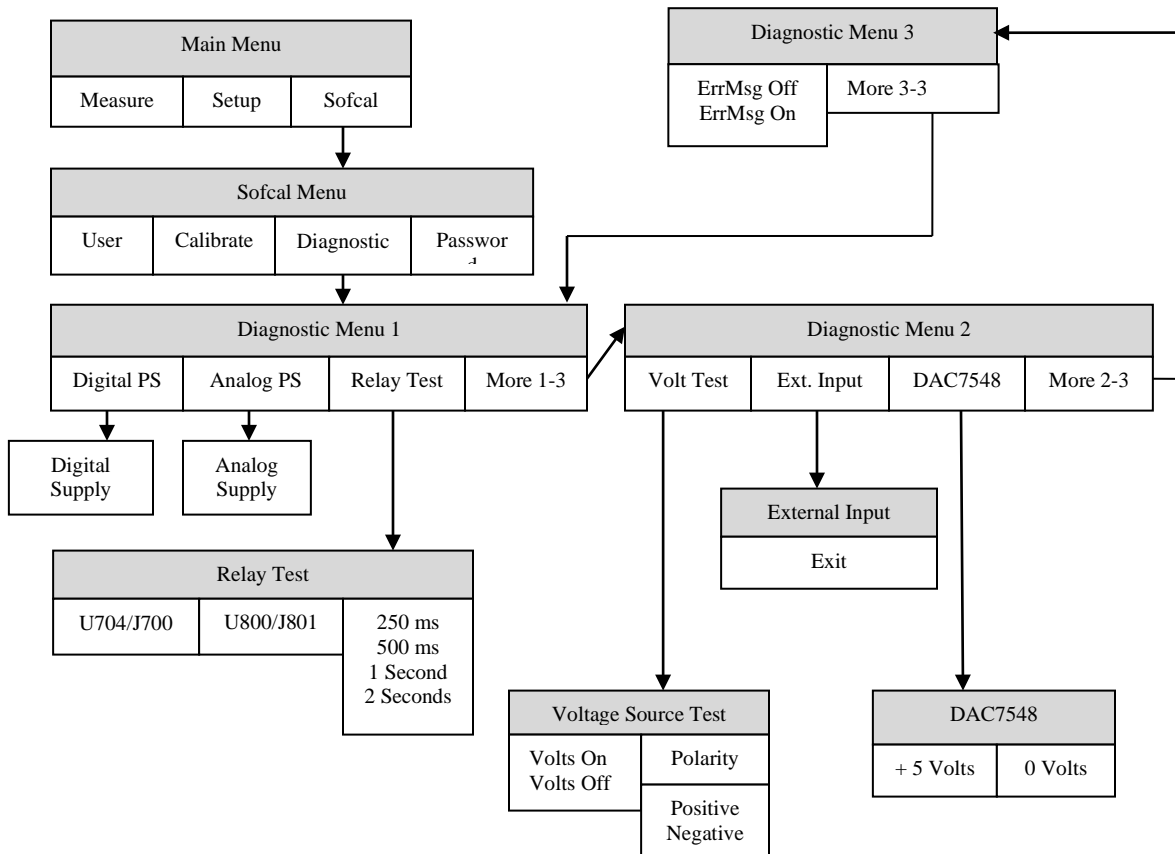 Main Menu
Measure
Setup
Sofcal
Diagnostic Menu 3
ErrMsg Off
ErrMsg On
More 3-3
Sofcal Menu
User
Calibrate
Diagnostic
Passwor
d
Diagnostic Menu 1
Digital PS
Analog PS
Relay Test
More 1-3
Diagnostic Menu 2
Volt Test
Ext. Input
DAC7548
More 2-3
Digital
Supply
Analog
Supply
External Input
Exit
Relay Test
U704/J700
U800/J801
250 ms
500 ms
1 Second
2 Seconds
Voltage Source Test
Volts On
Volts Off
Polarity
Positive
Negative
DAC7548
+ 5 Volts
0 Volts